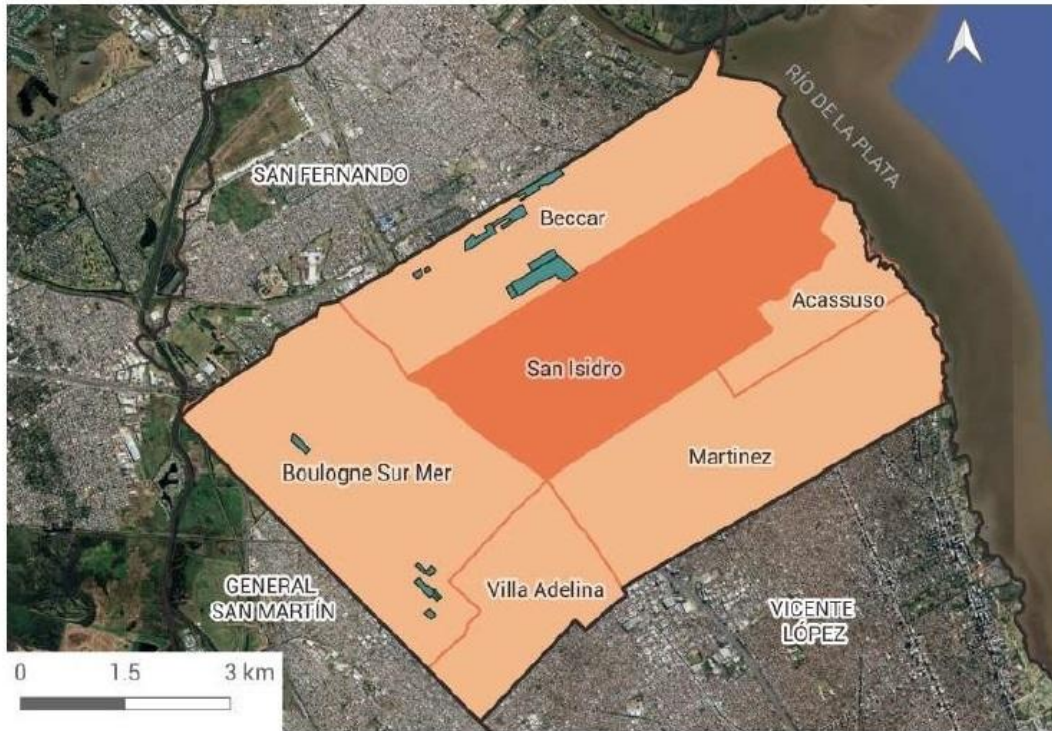 RÍO DE LA PLATA
SAN FERNANDO
Beccar
Acassuso
San Isidro
Martinez
Boulogne Sur Mer
Villa Adelina
GENERAL
SAN MARTÍN
VICENTE
LÓPEZ
0 1.5 3 km